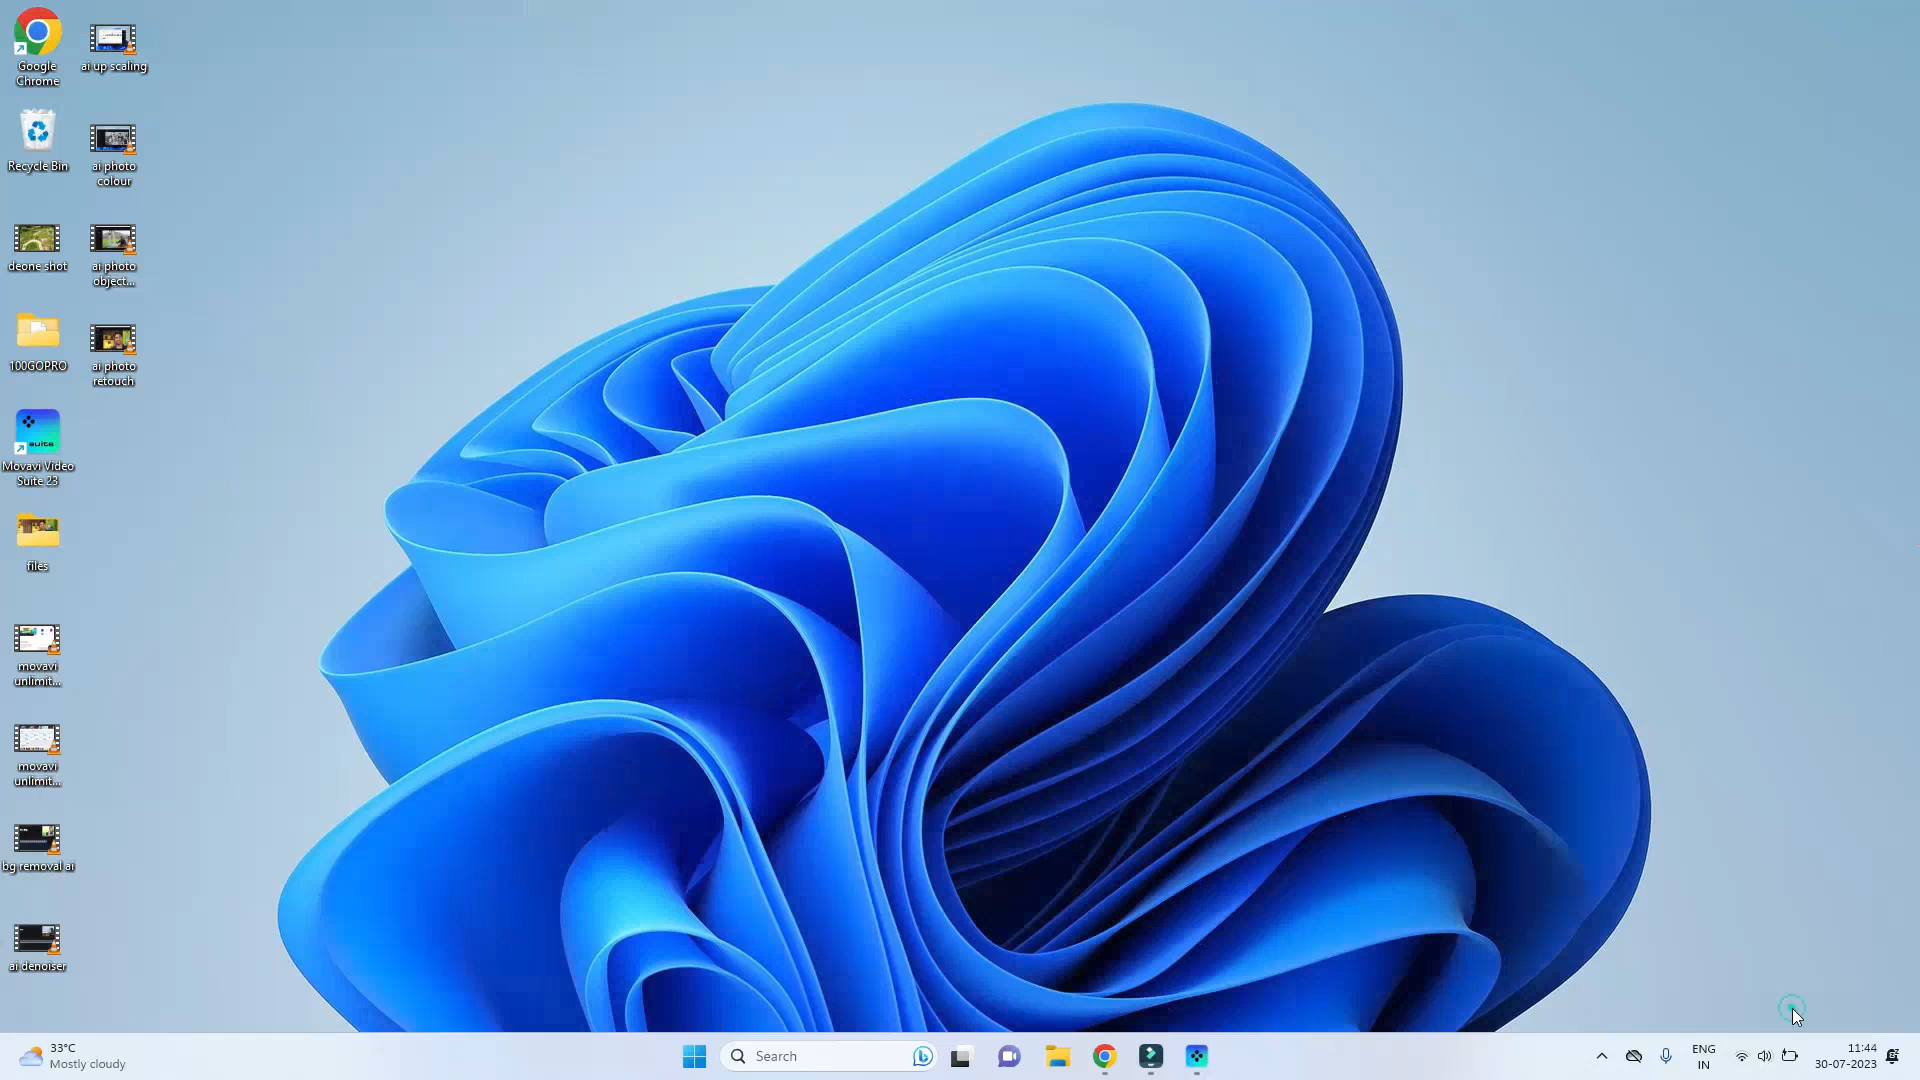 Google
Chrome
ai up scaling
Recycle Bin
ai photo
colour
deone shot
ai photo
object...
100GOPRO
ai photo
retouch
suite
Movavi Video
Suite 23
files
movavi
unlimit...
movavi
unlimit...
bg removal ai
ai denoiser
33°C
Mostly cloudy
Search
ENG
IN
11:44
30-07-2023